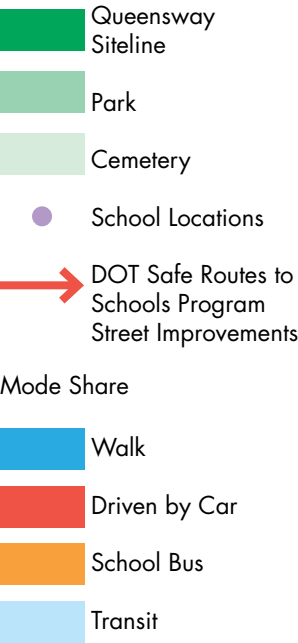 Queensway
Siteline
Park
Cemetery
School Locations
DOT Safe Routes to
Schools Program
Street Improvements
Mode Share
Walk
Driven by Car
School Bus
Transit